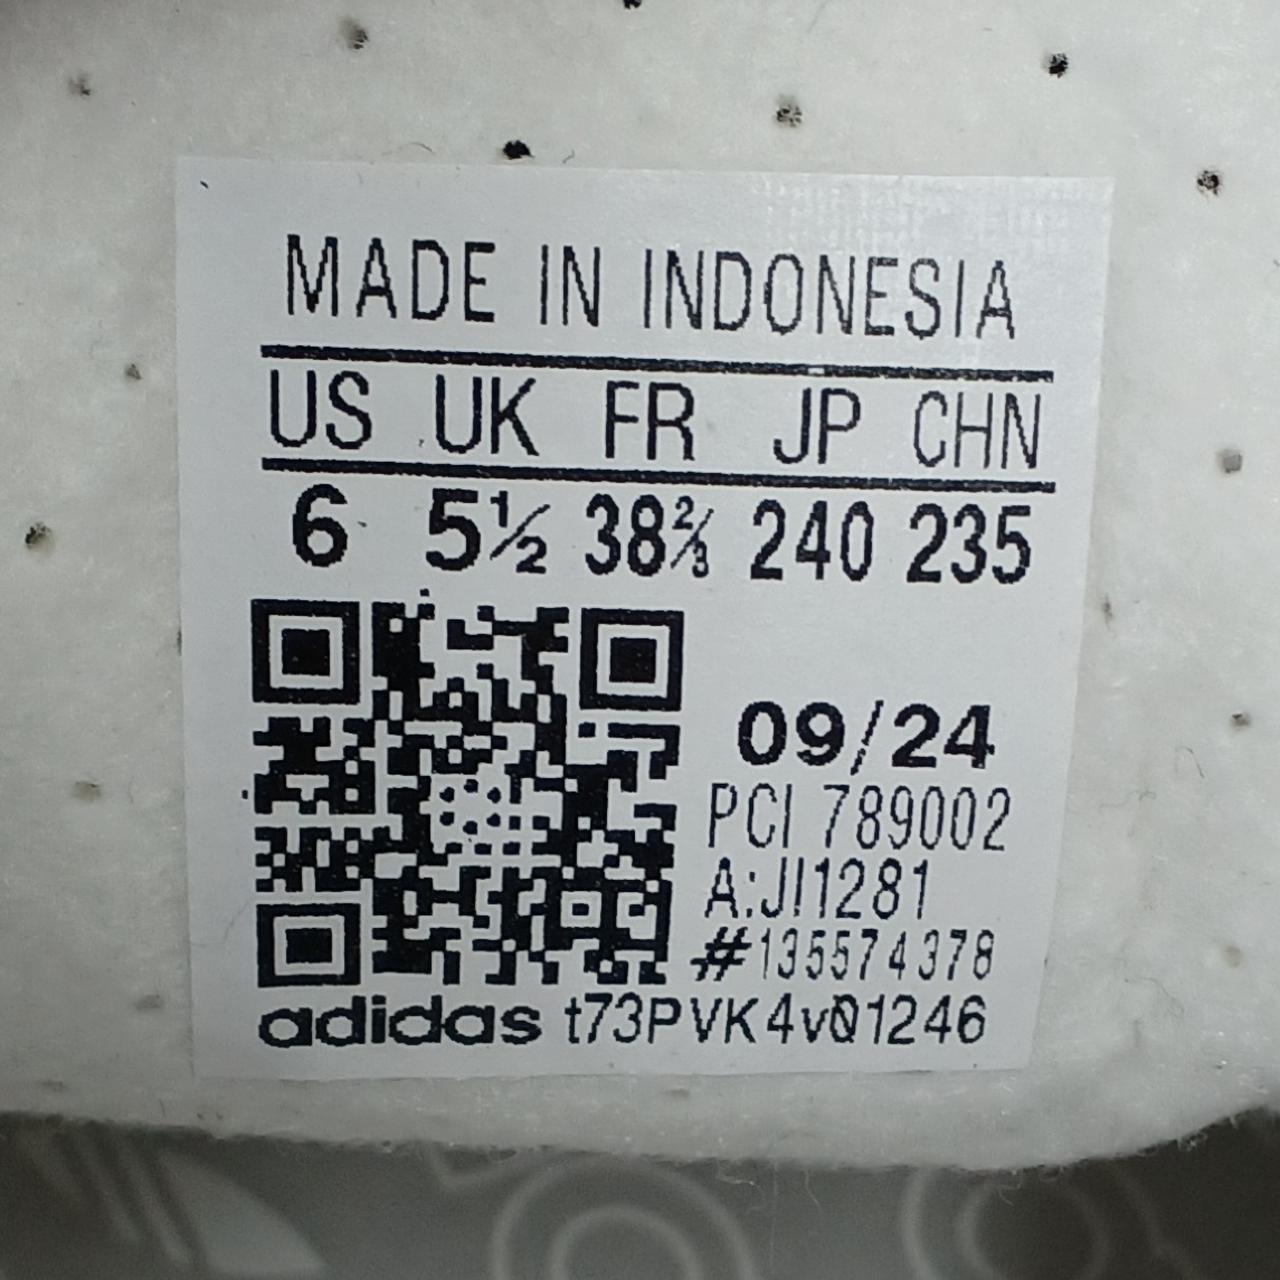 MADE IN INDONESIA
US UK FR JP CHN
6 5½ 38⅔ 240 235
09/24
PCI 789002
A:JI1281
#135574378
adidas t73PVK4v01246